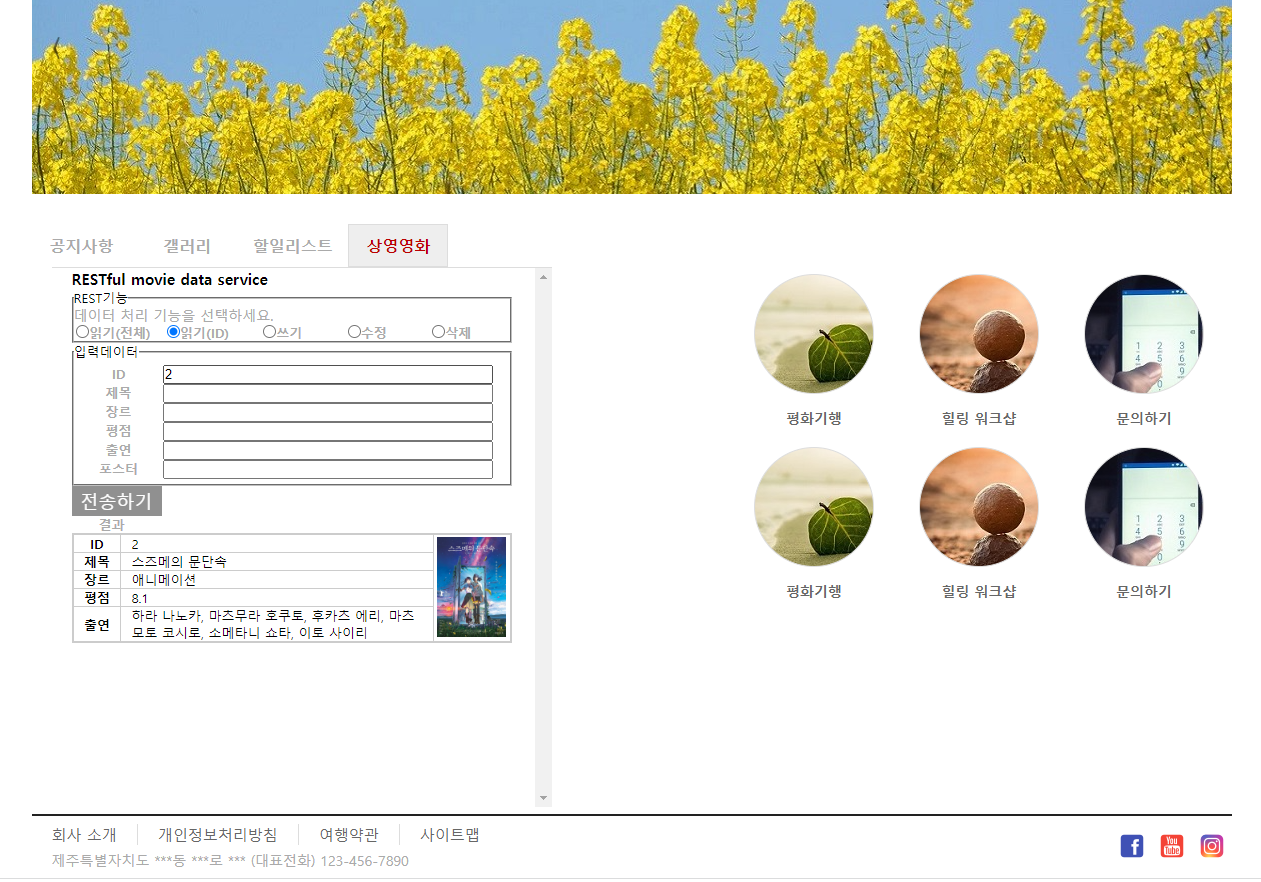 공지사항 갤러리 할일리스트 상영영화
RESTful movie data service
REST기능
데이터 처리 기능을 선택하세요.
읽기(전체) 읽기(ID) 쓰기 수정 삭제
입력데이터
ID 2
제목
장르
평점
출연
포스터
전송하기
결과
ID 2
제목 스즈메의 문단속
장르 애니메이션
평점 8.1
출연 하라 나노카, 마츠무라 호쿠토, 후카츠 에리, 마츠
모토 코시로, 소메타니 쇼타, 이토 사이리
스즈메의 문단속
평화기행 힐링 워크샵 문의하기
평화기행 힐링 워크샵 문의하기
회사 소개 개인정보처리방침 여행약관 사이트맵
제주특별자치도 ***동 ***로 *** (대표전화) 123-456-7890
You
Tube